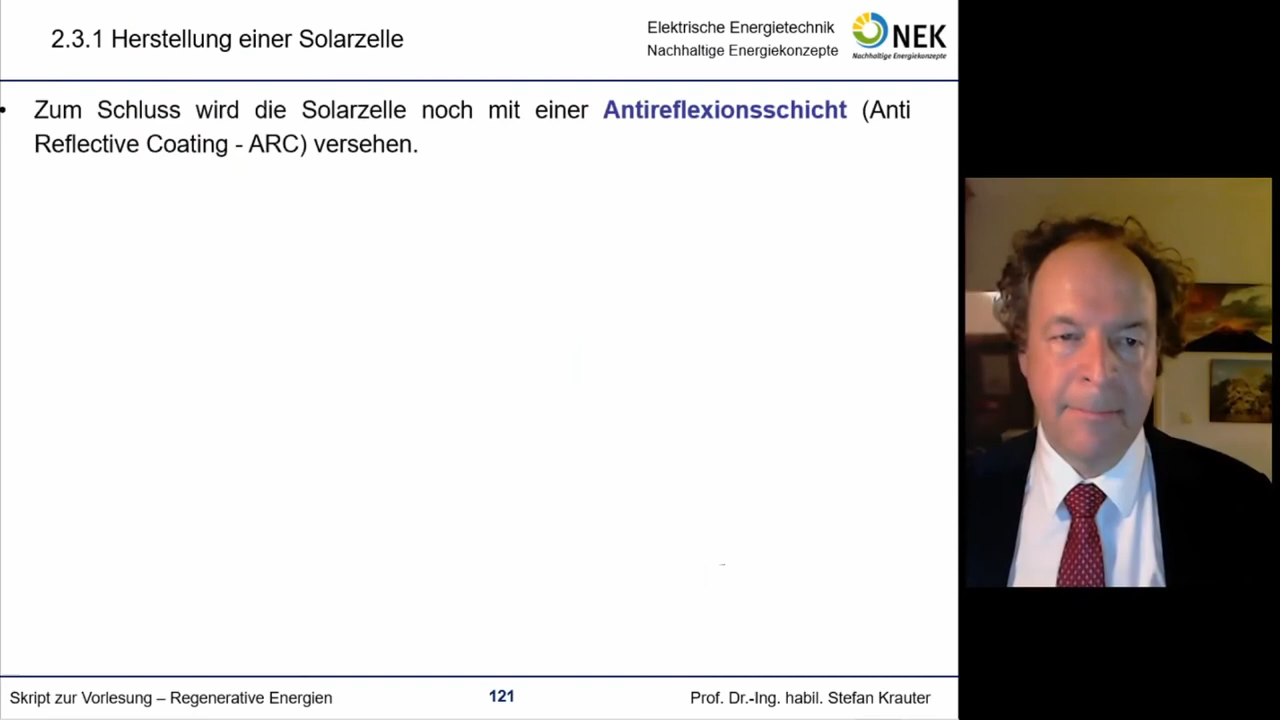 2.3.1 Herstellung einer Solarzelle
Elektrische Energietechnik
Nachhaltige Energiekonzepte
NEK
Nachhaltige Energiekonzepte
• Zum Schluss wird die Solarzelle noch mit einer Antireflexionsschicht (Anti
Reflective Coating - ARC) versehen.
Skript zur Vorlesung – Regenerative Energien
121
Prof. Dr.-Ing. habil. Stefan Krauter